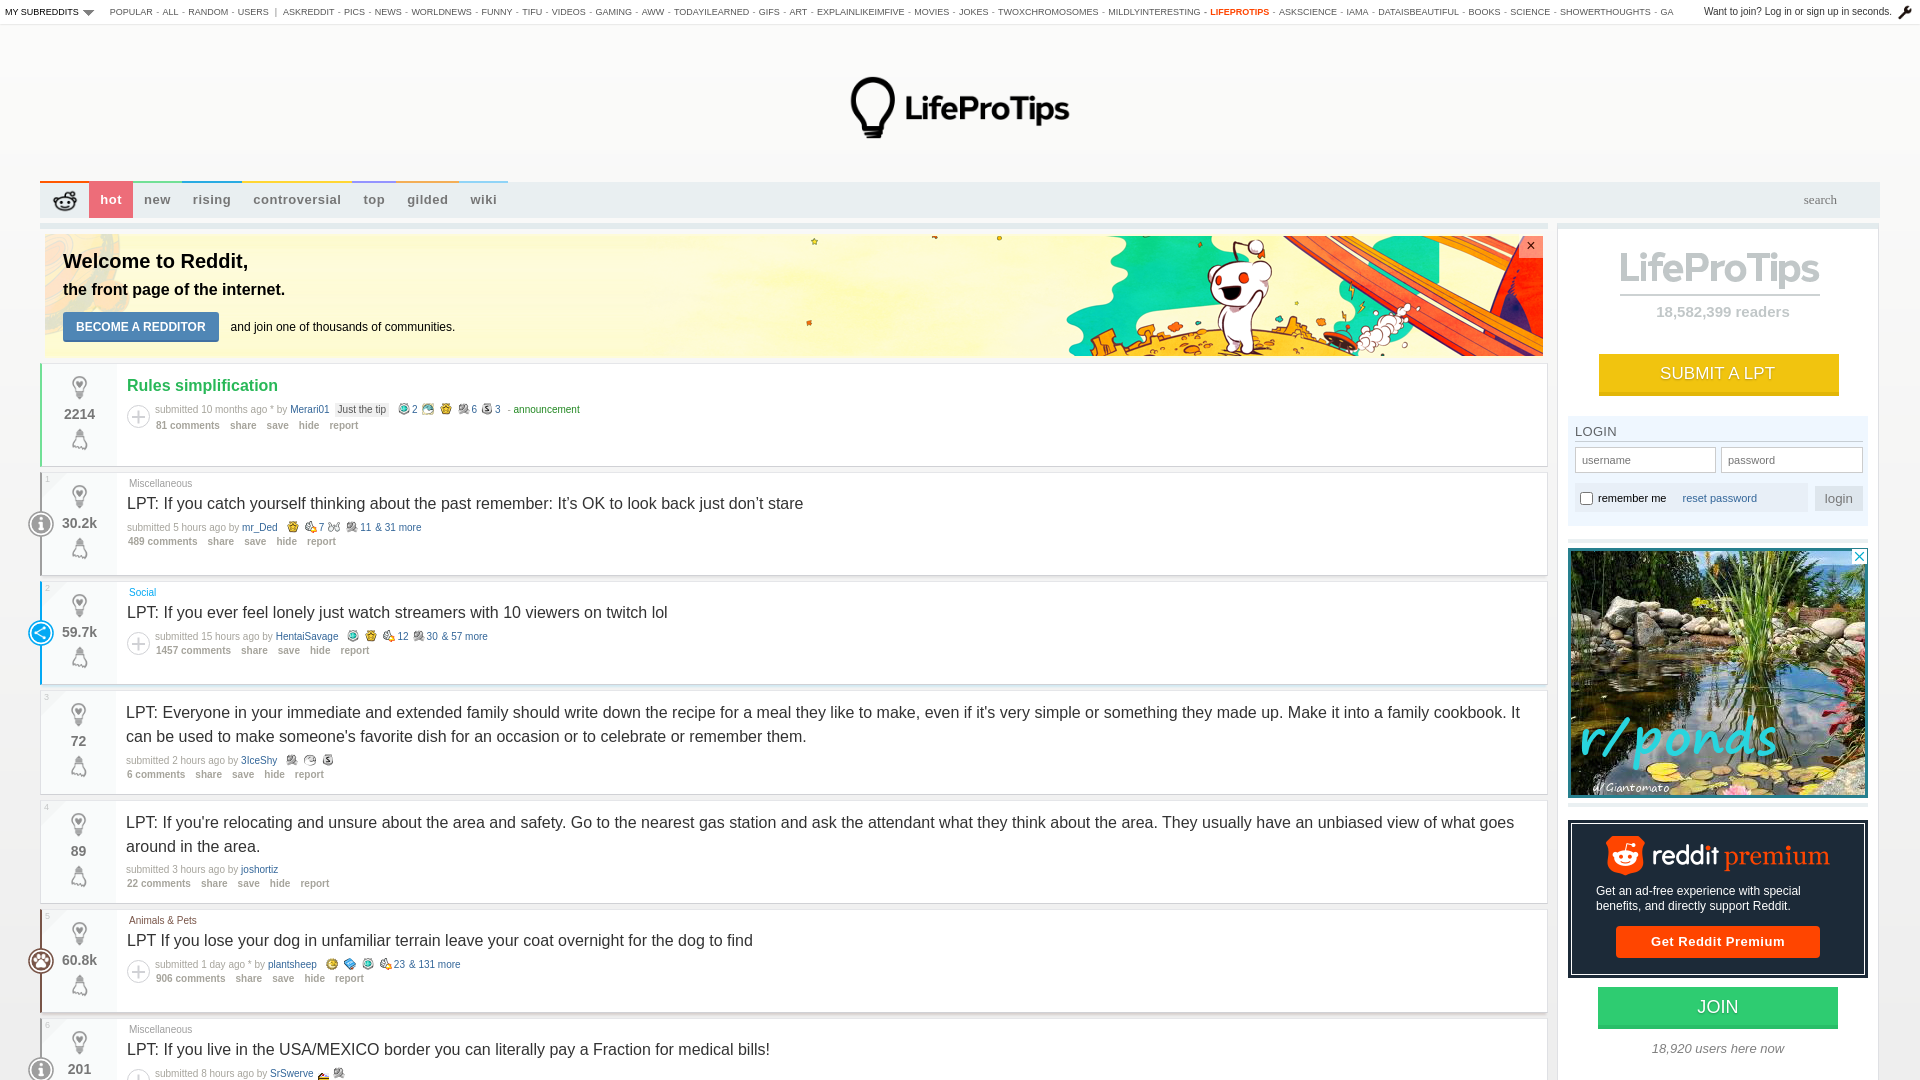 MY SUBREDDITS POPULAR - ALL - RANDOM - USERS | ASKREDDIT - PICS - NEWS - WORLDNEWS - FUNNY - TIFU - VIDEOS - GAMING - AWW - TODAYILEARNED - GIFS - ART - EXPLAINLIKEIMFIVE - MOVIES - JOKES - TWOXCHROMOSOMES - MILDLYINTERESTING - LIFEPROTIPS - ASKSCIENCE - IAMA - DATAISBEAUTIFUL - BOOKS - SCIENCE - SHOWERTHOUGHTS - GA Want to join? Log in or sign up in seconds.
LifeProTips
hot new rising controversial top gilded wiki search
Welcome to Reddit,
the front page of the internet.
BECOME A REDDITOR and join one of thousands of communities.
×
Rules simplification
2214
submitted 10 months ago * by Merari01 Just the tip 2 6 3 - announcement
81 comments share save hide report
1
Miscellaneous
LPT: If you catch yourself thinking about the past remember: It’s OK to look back just don’t stare
30.2k
submitted 5 hours ago by mr_Ded 7 11 & 31 more
489 comments share save hide report
2
Social
LPT: If you ever feel lonely just watch streamers with 10 viewers on twitch lol
59.7k
submitted 15 hours ago by HentaiSavage 12 30 & 57 more
1457 comments share save hide report
3
LPT: Everyone in your immediate and extended family should write down the recipe for a meal they like to make, even if it's very simple or something they made up. Make it into a family cookbook. It
can be used to make someone's favorite dish for an occasion or to celebrate or remember them.
72
submitted 2 hours ago by 3IceShy
6 comments share save hide report
4
LPT: If you're relocating and unsure about the area and safety. Go to the nearest gas station and ask the attendant what they think about the area. They usually have an unbiased view of what goes
around in the area.
89
submitted 3 hours ago by joshortiz
22 comments share save hide report
5
Animals & Pets
LPT If you lose your dog in unfamiliar terrain leave your coat overnight for the dog to find
60.8k
submitted 1 day ago * by plantsheep 23 & 131 more
906 comments share save hide report
6
Miscellaneous
LPT: If you live in the USA/MEXICO border you can literally pay a Fraction for medical bills!
201
submitted 8 hours ago by SrSwerve
LifeProTips
18,582,399 readers
SUBMIT A LPT
LOGIN
username password
remember me reset password login
r/ponds
d/Giantomato
reddit premium
Get an ad-free experience with special
benefits, and directly support Reddit.
Get Reddit Premium
JOIN
18,920 users here now